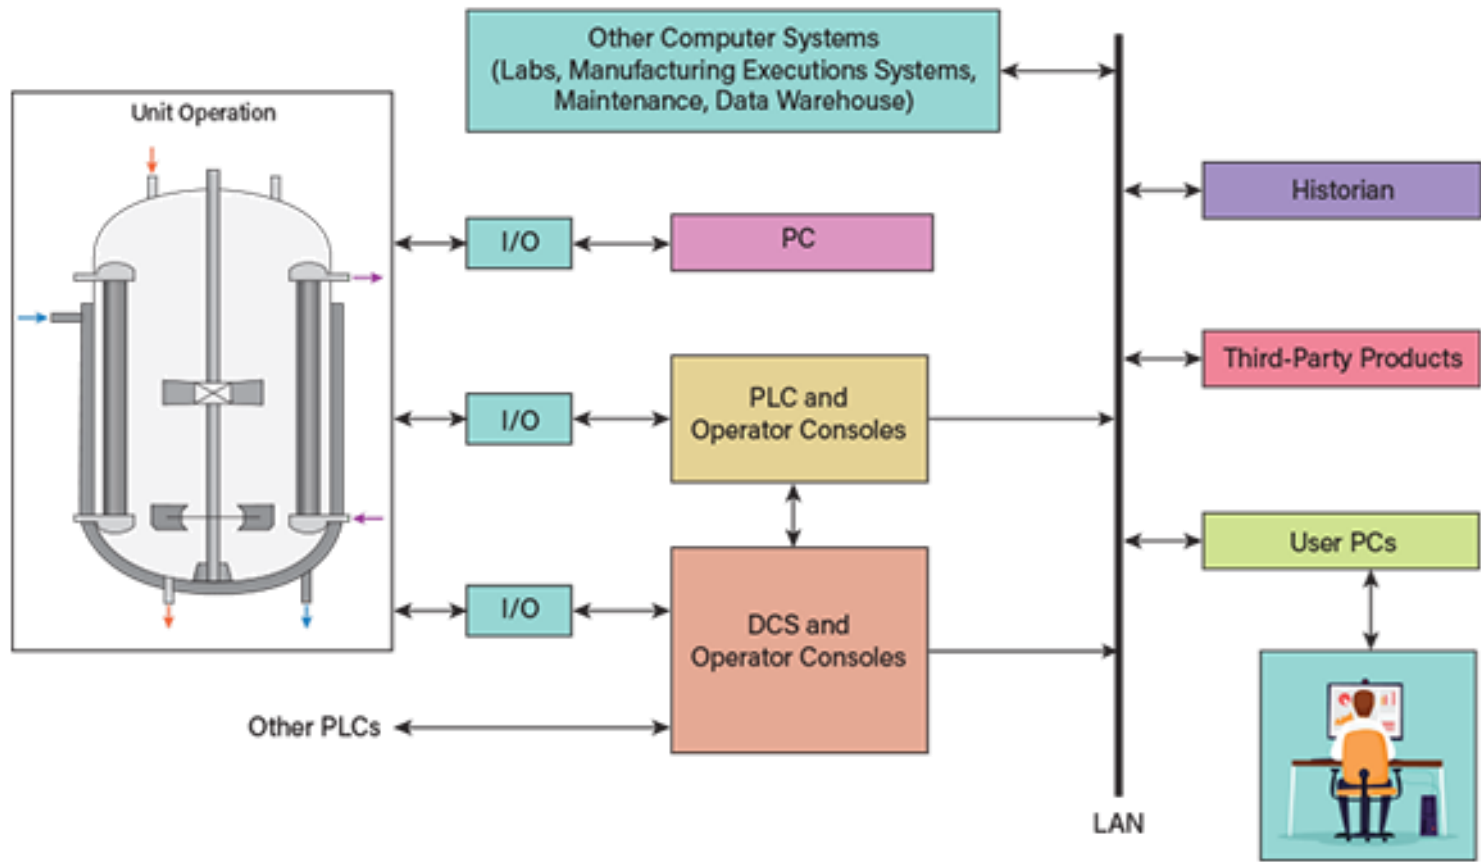 Other Computer Systems
(Labs, Manufacturing Executions Systems,
Maintenance, Data Warehouse)
Unit Operation
Historian
I/O
PC
Third-Party Products
I/O
PLC and
Operator Consoles
User PCs
I/O
DCS and
Operator Consoles
Other PLCs
LAN